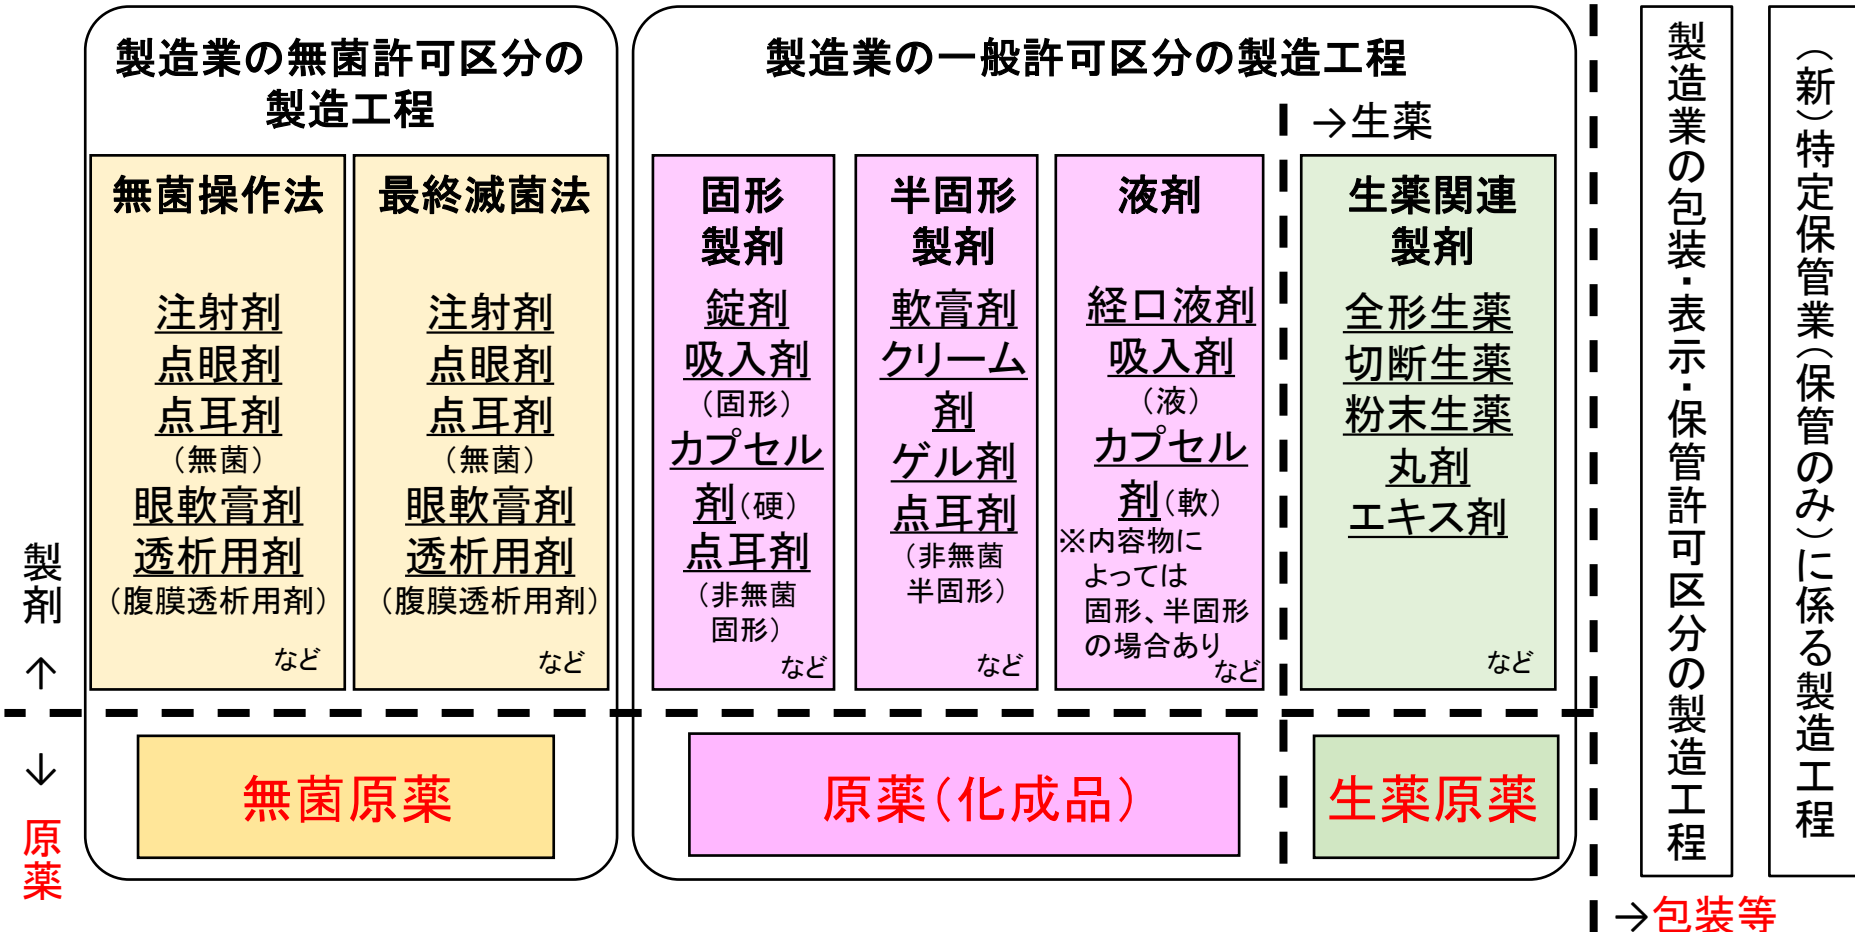 製造業の無菌許可区分の
製造工程
無菌操作法
注射剤
点眼剤
点耳剤
（無菌）
眼軟膏剤
透析用剤
（腹膜透析用剤）
など
最終滅菌法
注射剤
点眼剤
点耳剤
（無菌）
眼軟膏剤
透析用剤
（腹膜透析用剤）
など
製造業の一般許可区分の製造工程
固形
製剤
錠剤
吸入剤
（固形）
カプセル
剤（硬）
点耳剤
（非無菌
固形）
など
半固形
製剤
軟膏剤
クリーム
剤
ゲル剤
点耳剤
（非無菌
半固形）
など
液剤
経口液剤
吸入剤
（液）
カプセル
剤（軟）
※内容物に
よっては
固形、半固形
の場合あり
など
→生薬
生薬関連
製剤
全形生薬
切断生薬
粉末生薬
丸剤
エキス剤
など
製剤
↑
↓
原薬
無菌原薬
原薬（化成品）
生薬原薬
製造業の包装・表示・保管許可区分の製造工程
（新）特定保管業（保管のみ）に係る製造工程
→包装等